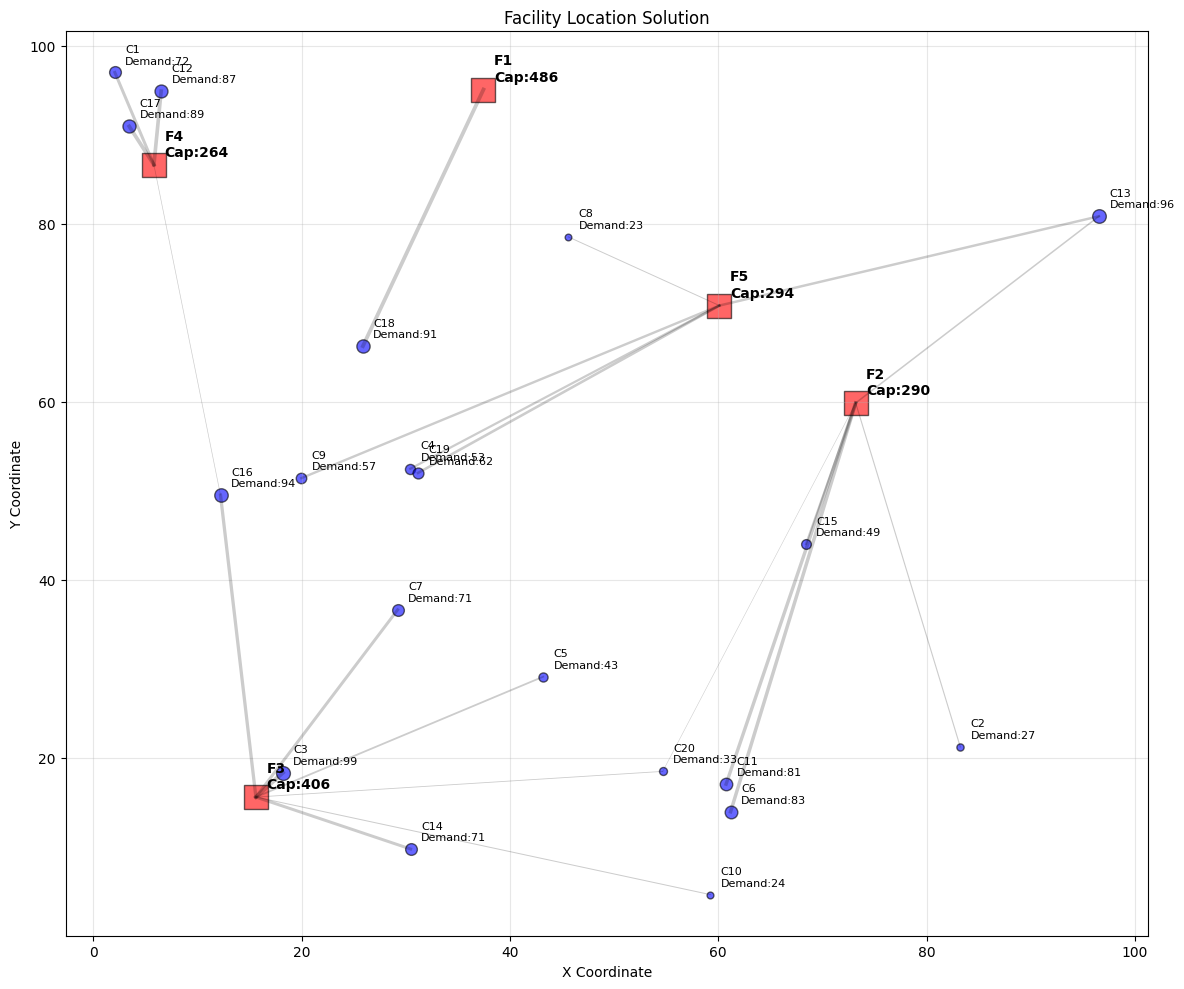 Facility Location Solution
C1
Demand:72
C12
Demand:87
C17
Demand:89
F4
Cap:264
F1
Cap:486
C8
Demand:23
C13
Demand:96
F5
Cap:294
C18
Demand:91
F2
Cap:290
C4
Demand:53
C19
Demand:62
C9
Demand:57
C16
Demand:94
C15
Demand:49
C7
Demand:71
C5
Demand:43
C2
Demand:27
C3
Demand:99
F3
Cap:406
C20
Demand:33
C11
Demand:81
C6
Demand:83
C14
Demand:71
C10
Demand:24
100
80
60
40
20
0
20
40
60
80
100
X Coordinate
Y Coordinate